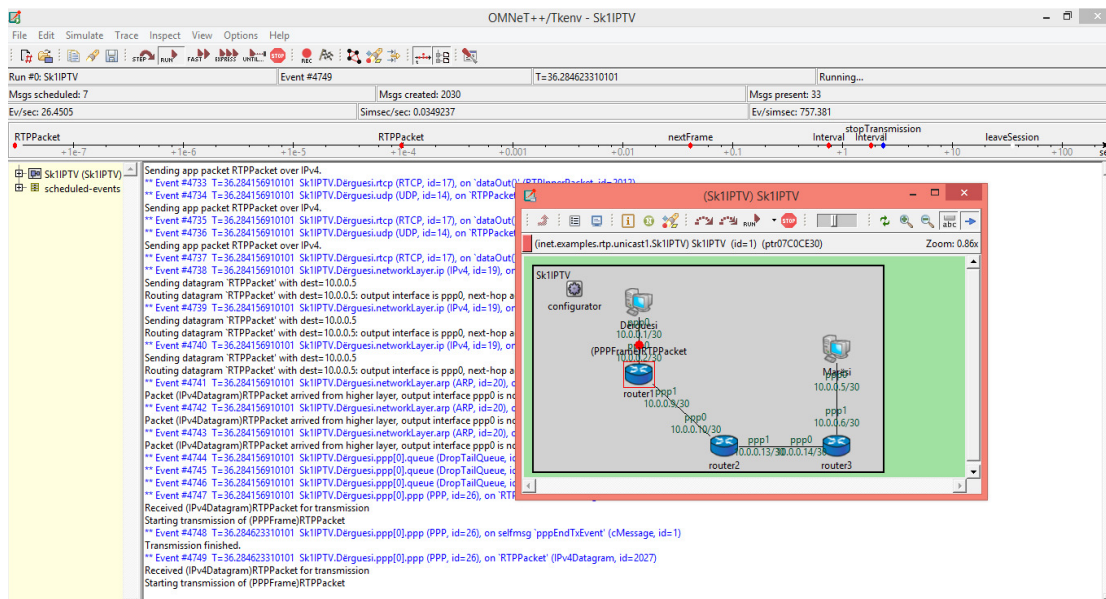 OMNeT++/Tkenv - Sk1IPTV
File Edit Simulate Trace Inspect View Options Help
STEP RUN FAST EXPRESS UNTIL... STOP REC
Run #0: Sk1IPTV Event #4749 T=36.284623310101 Running...
Msgs scheduled: 7 Msgs created: 2030 Msgs present: 33
Ev/sec: 26.4505 Simsec/sec: 0.0349237 Ev/simsec: 757.381
stopTransmission
RTPPacket RTPPacket nextFrame Interval Interval leaveSession
+1e-7 +1e-6 +1e-5 +1e-4 +0.001 +0.01 +0.1 +1 +10 +100 se
Sk1IPTV (Sk1IPTV)
scheduled-events
Sending app packet RTPPacket over IPv4.
** Event #4733 T=36.284156910101 Sk1IPTV.Dërguesi.rtcp (RTCP, id=17), on `dataOut()' (RTPInnerPacket, id=2012)
** Event #4734 T=36.284156910101 Sk1IPTV.Dërguesi.udp (UDP, id=14), on `RTPPacket
Sending app packet RTPPacket over IPv4.
** Event #4735 T=36.284156910101 Sk1IPTV.Dërguesi.rtcp (RTCP, id=17), on `dataOut(
** Event #4736 T=36.284156910101 Sk1IPTV.Dërguesi.udp (UDP, id=14), on `RTPPacket
Sending app packet RTPPacket over IPv4.
** Event #4737 T=36.284156910101 Sk1IPTV.Dërguesi.rtcp (RTCP, id=17), on `dataOut(
** Event #4738 T=36.284156910101 Sk1IPTV.Dërguesi.networkLayer.ip (IPv4, id=19), on
Sending datagram `RTPPacket' with dest=10.0.0.5
Routing datagram `RTPPacket' with dest=10.0.0.5: output interface is ppp0, next-hop a
** Event #4739 T=36.284156910101 Sk1IPTV.Dërguesi.networkLayer.ip (IPv4, id=19), on
Sending datagram `RTPPacket' with dest=10.0.0.5
Routing datagram `RTPPacket' with dest=10.0.0.5: output interface is ppp0, next-hop a
** Event #4740 T=36.284156910101 Sk1IPTV.Dërguesi.networkLayer.ip (IPv4, id=19), on
Sending datagram `RTPPacket' with dest=10.0.0.5
Routing datagram `RTPPacket' with dest=10.0.0.5: output interface is ppp0, next-hop a
** Event #4741 T=36.284156910101 Sk1IPTV.Dërguesi.networkLayer.arp (ARP, id=20), o
Packet (IPv4Datagram)RTPPacket arrived from higher layer, output interface ppp0 is no
** Event #4742 T=36.284156910101 Sk1IPTV.Dërguesi.networkLayer.arp (ARP, id=20), o
Packet (IPv4Datagram)RTPPacket arrived from higher layer, output interface ppp0 is no
** Event #4743 T=36.284156910101 Sk1IPTV.Dërguesi.networkLayer.arp (ARP, id=20), o
Packet (IPv4Datagram)RTPPacket arrived from higher layer, output interface ppp0 is no
** Event #4744 T=36.284156910101 Sk1IPTV.Dërguesi.ppp[0].queue (DropTailQueue, id
** Event #4745 T=36.284156910101 Sk1IPTV.Dërguesi.ppp[0].queue (DropTailQueue, id
** Event #4746 T=36.284156910101 Sk1IPTV.Dërguesi.ppp[0].queue (DropTailQueue, id
** Event #4747 T=36.284156910101 Sk1IPTV.Dërguesi.ppp[0].ppp (PPP, id=26), on `RTP
Received (IPv4Datagram)RTPPacket for transmission
Starting transmission of (PPPFrame)RTPPacket
** Event #4748 T=36.284623310101 Sk1IPTV.Dërguesi.ppp[0].ppp (PPP, id=26), on selfmsg `pppEndTxEvent' (cMessage, id=1)
Transmission finished.
** Event #4749 T=36.284623310101 Sk1IPTV.Dërguesi.ppp[0].ppp (PPP, id=26), on `RTPPacket' (IPv4Datagram, id=2027)
Received (IPv4Datagram)RTPPacket for transmission
Starting transmission of (PPPFrame)RTPPacket
(Sk1IPTV) Sk1IPTV
RUN STOP abc
(inet.examples.rtp.unicast1.Sk1IPTV) Sk1IPTV (id=1) (ptr07C0CE30) Zoom: 0.86x
Sk1IPTV
configurator
ppp0
Dërguesi
10.0.0.1/30
(PPPFrame)RTPPacket
10.0.0.2/30
router1
ppp1
10.0.0.9/30
ppp0
10.0.0.10/30
router2
ppp1
10.0.0.13/30
ppp0
10.0.0.14/30
router3
ppp1
10.0.0.6/30
ppp0
10.0.0.5/30